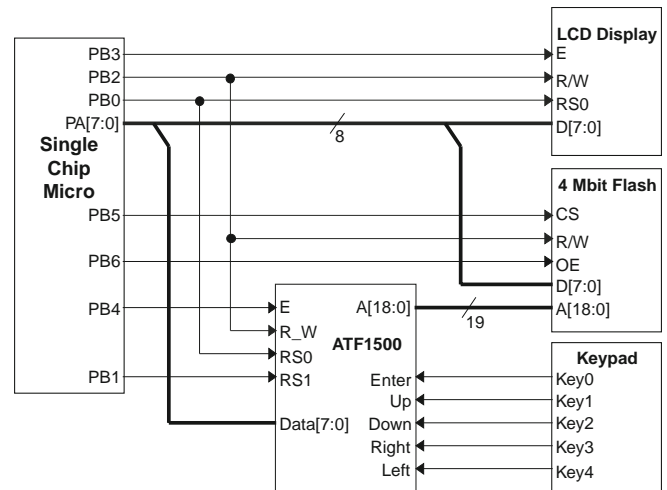 PB3
PB2
PB0
PA[7:0]
Single
Chip
Micro
PB5
PB6
PB4
PB1
8
LCD Display
E
R/W
RS0
D[7:0]
4 Mbit Flash
CS
R/W
OE
D[7:0]
A[18:0]
19
E
R_W
RS0
RS1
Data[7:0]
A[18:0]
ATF1500
Enter
Up
Down
Right
Left
Keypad
Key0
Key1
Key2
Key3
Key4